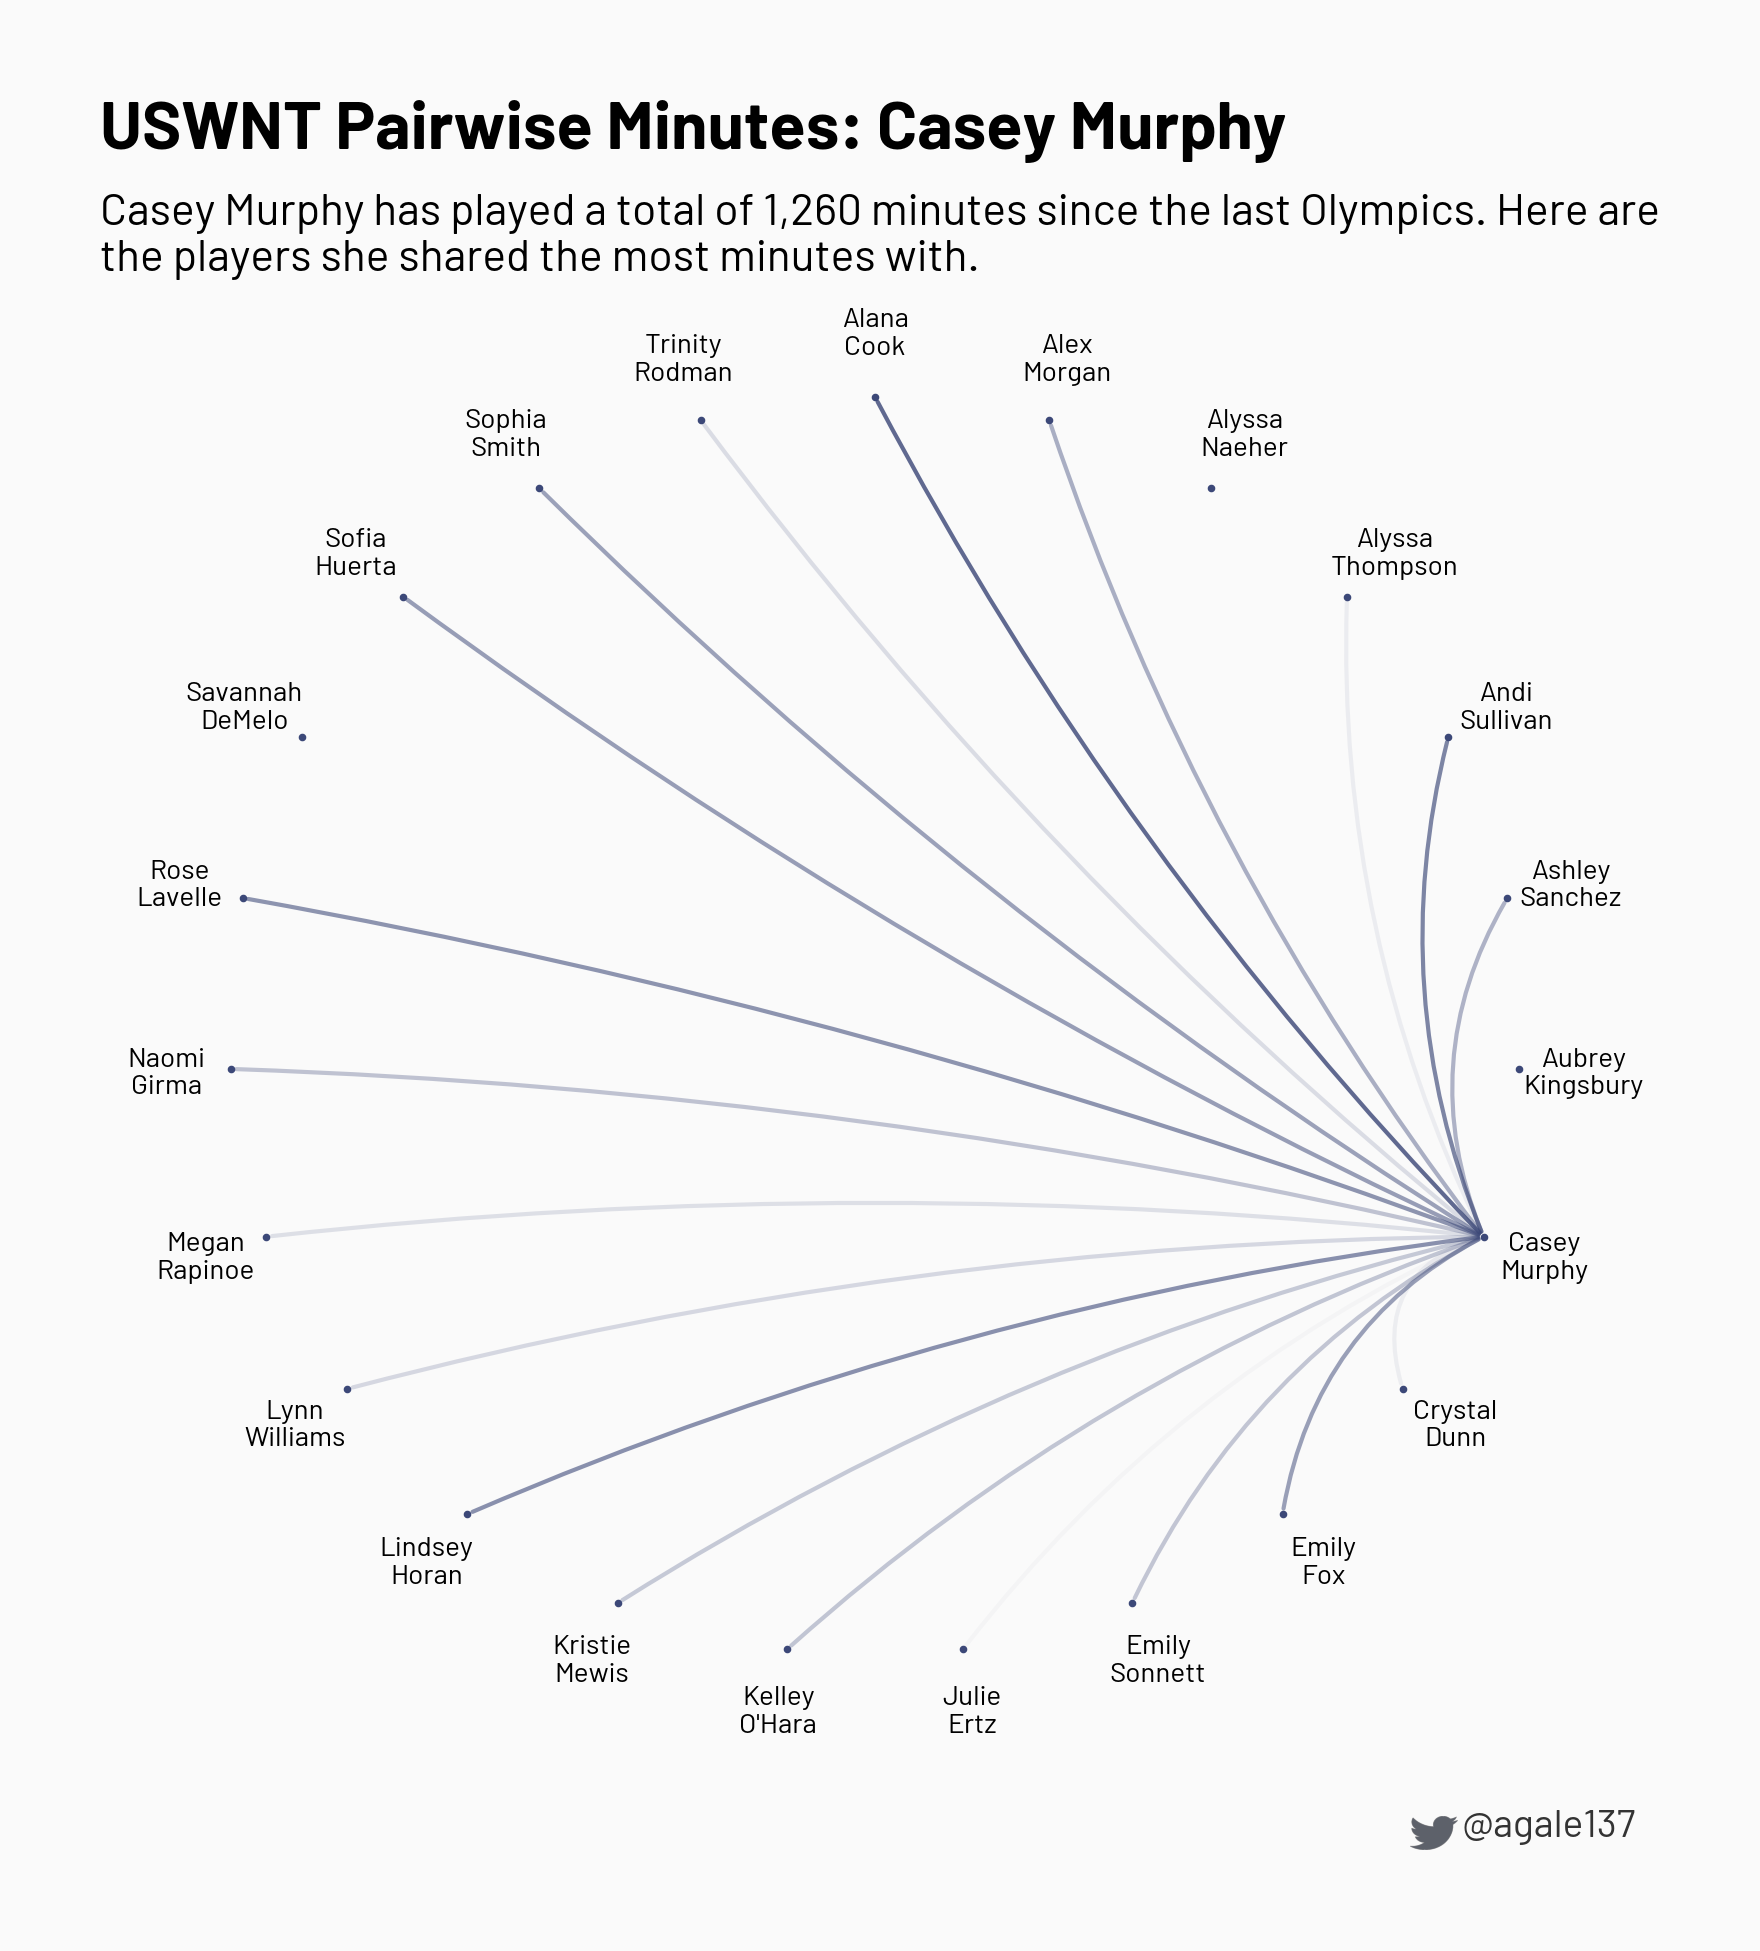 USWNT Pairwise Minutes: Casey Murphy
Casey Murphy has played a total of 1,260 minutes since the last Olympics. Here are
the players she shared the most minutes with.
Alana
Cook
Trinity
Rodman
Alex
Morgan
Sophia
Smith
Alyssa
Naeher
Sofia
Huerta
Alyssa
Thompson
Savannah
DeMelo
Andi
Sullivan
Rose
Lavelle
Ashley
Sanchez
Naomi
Girma
Aubrey
Kingsbury
Megan
Rapinoe
Casey
Murphy
Lynn
Williams
Crystal
Dunn
Lindsey
Horan
Emily
Fox
Kristie
Mewis
Emily
Sonnett
Kelley
O'Hara
Julie
Ertz
@agale137